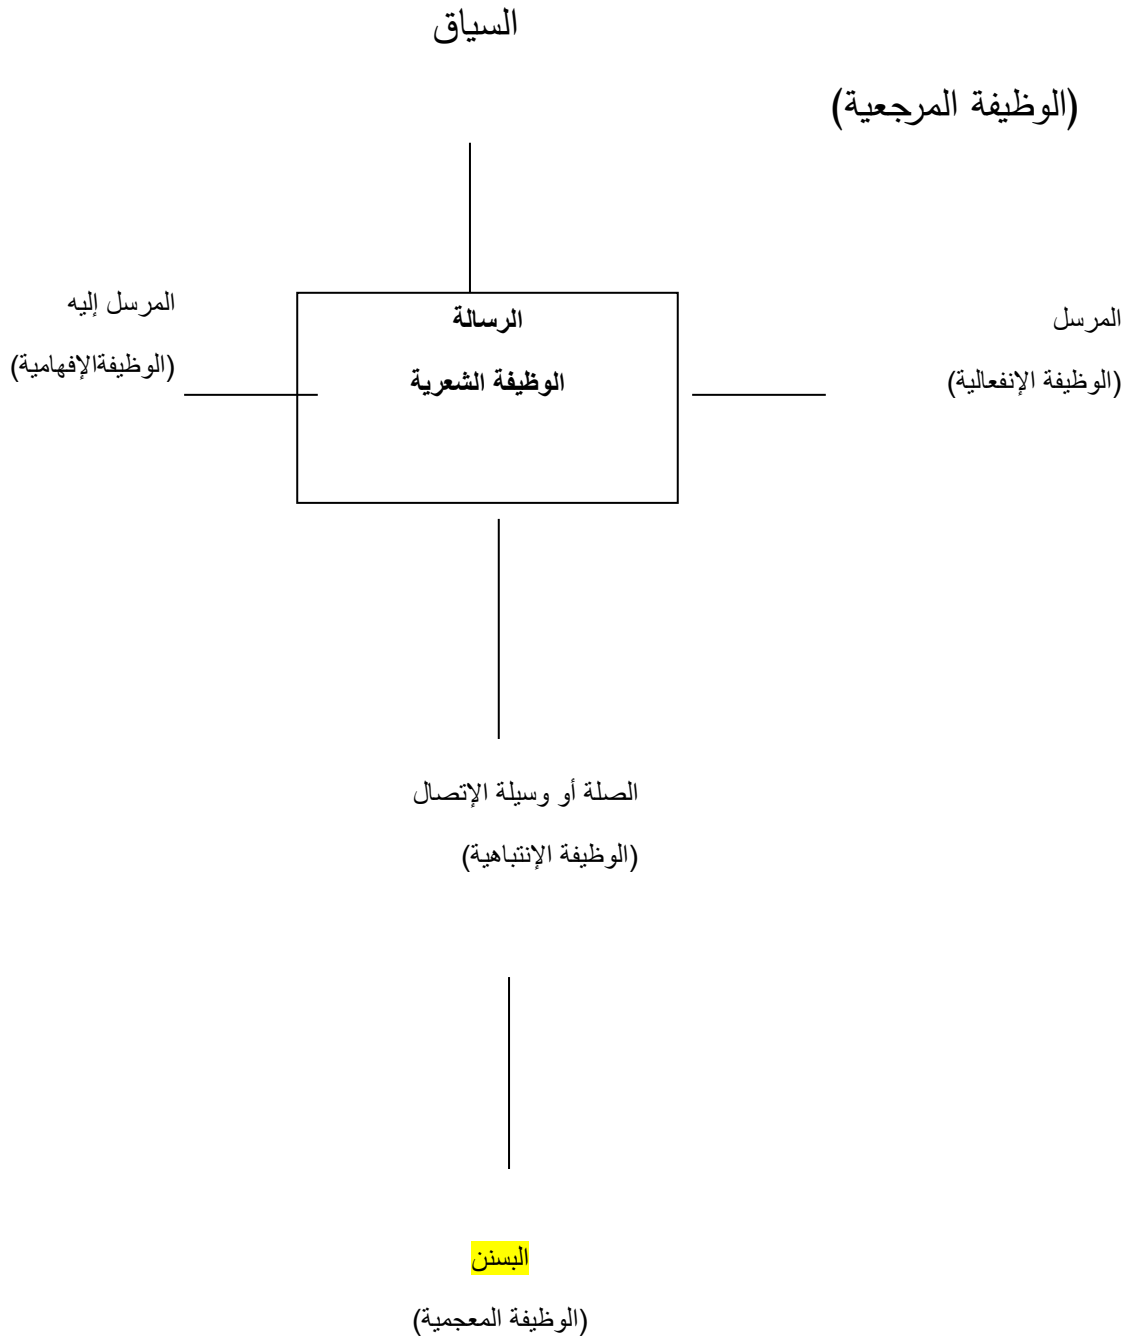 السياق
(الوظيفة المرجعية)
المرسل
(الوظيفة الإنفعالية)
الرسالة
الوظيفة الشعرية
المرسل إليه
(الوظيفةالإفهامية)
الصلة أو وسيلة الإتصال
(الوظيفة الإنتباهية)
البسنن
(الوظيفة المعجمية)